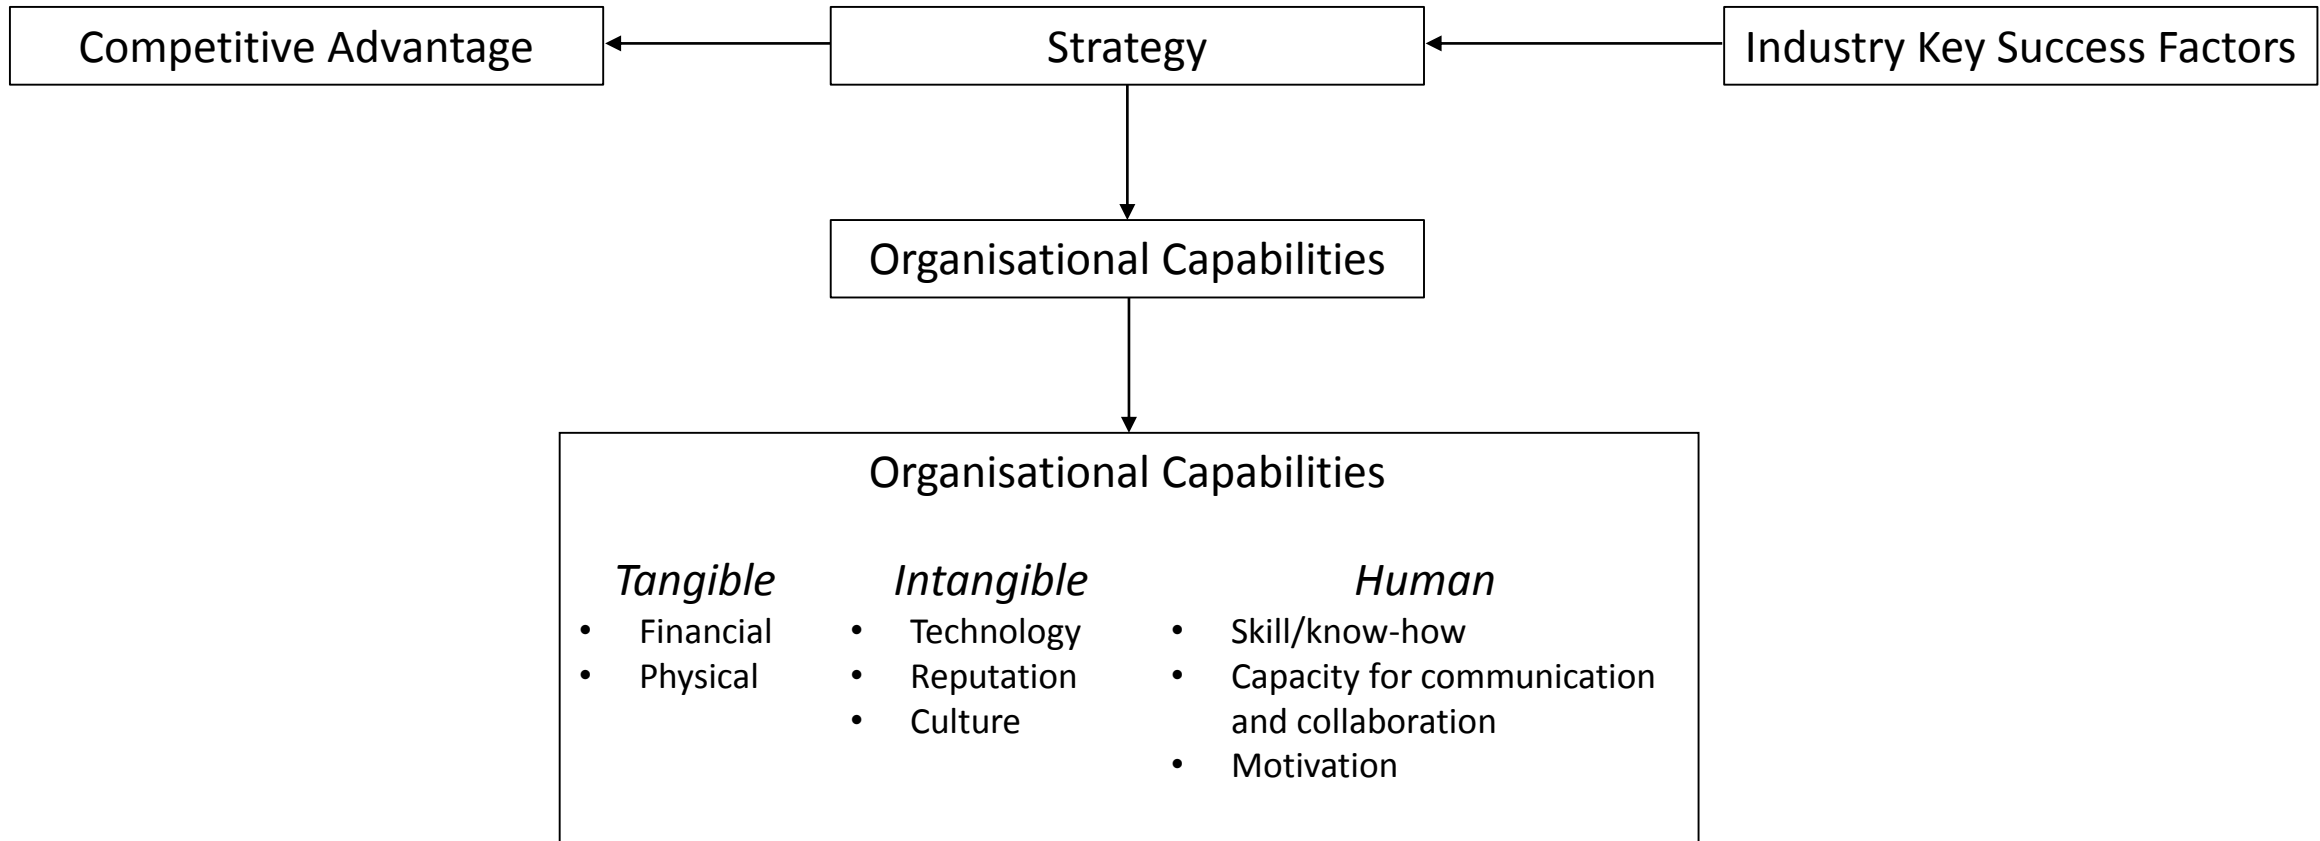 Competitive Advantage
Strategy
Industry Key Success Factors
Organisational Capabilities
Organisational Capabilities
Tangible
• Financial
• Physical
Intangible
• Technology
• Reputation
• Culture
Human
• Skill/know-how
• Capacity for communication
and collaboration
• Motivation